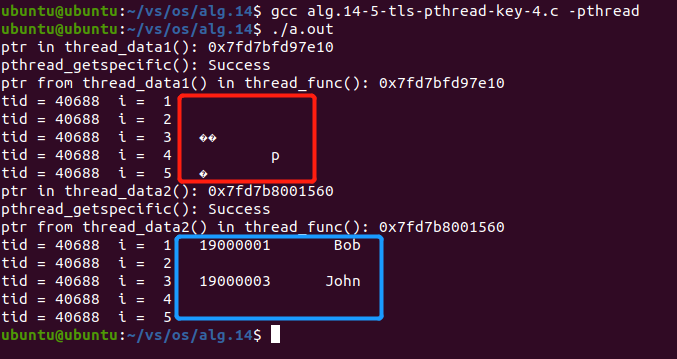 ubuntu@ubuntu:~/vs/os/alg.14$ gcc alg.14-5-tls-pthread-key-4.c -pthread
ubuntu@ubuntu:~/vs/os/alg.14$ ./a.out
ptr in thread_data1(): 0x7fd7bfd97e10
pthread_getspecific(): Success
ptr from thread_data1() in thread_func(): 0x7fd7bfd97e10
tid = 40688  i =  1
tid = 40688  i =  2
tid = 40688  i =  3   ��
tid = 40688  i =  4           p
tid = 40688  i =  5   �
ptr in thread_data2(): 0x7fd7b8001560
pthread_getspecific(): Success
ptr from thread_data2() in thread_func(): 0x7fd7b8001560
tid = 40688  i =  1   19000001       Bob
tid = 40688  i =  2
tid = 40688  i =  3   19000003      John
tid = 40688  i =  4
tid = 40688  i =  5
ubuntu@ubuntu:~/vs/os/alg.14$